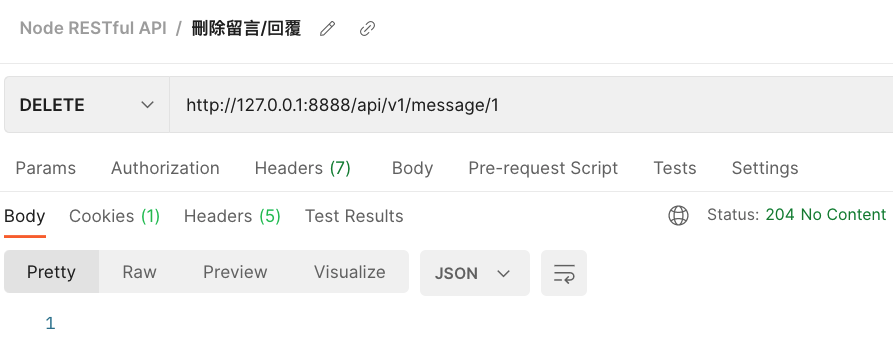 Node RESTful API / 刪除留言/回覆
DELETE http://127.0.0.1:8888/api/v1/message/1
Params Authorization Headers (7) Body Pre-request Script Tests Settings
Body Cookies (1) Headers (5) Test Results Status: 204 No Content
Pretty Raw Preview Visualize JSON
1